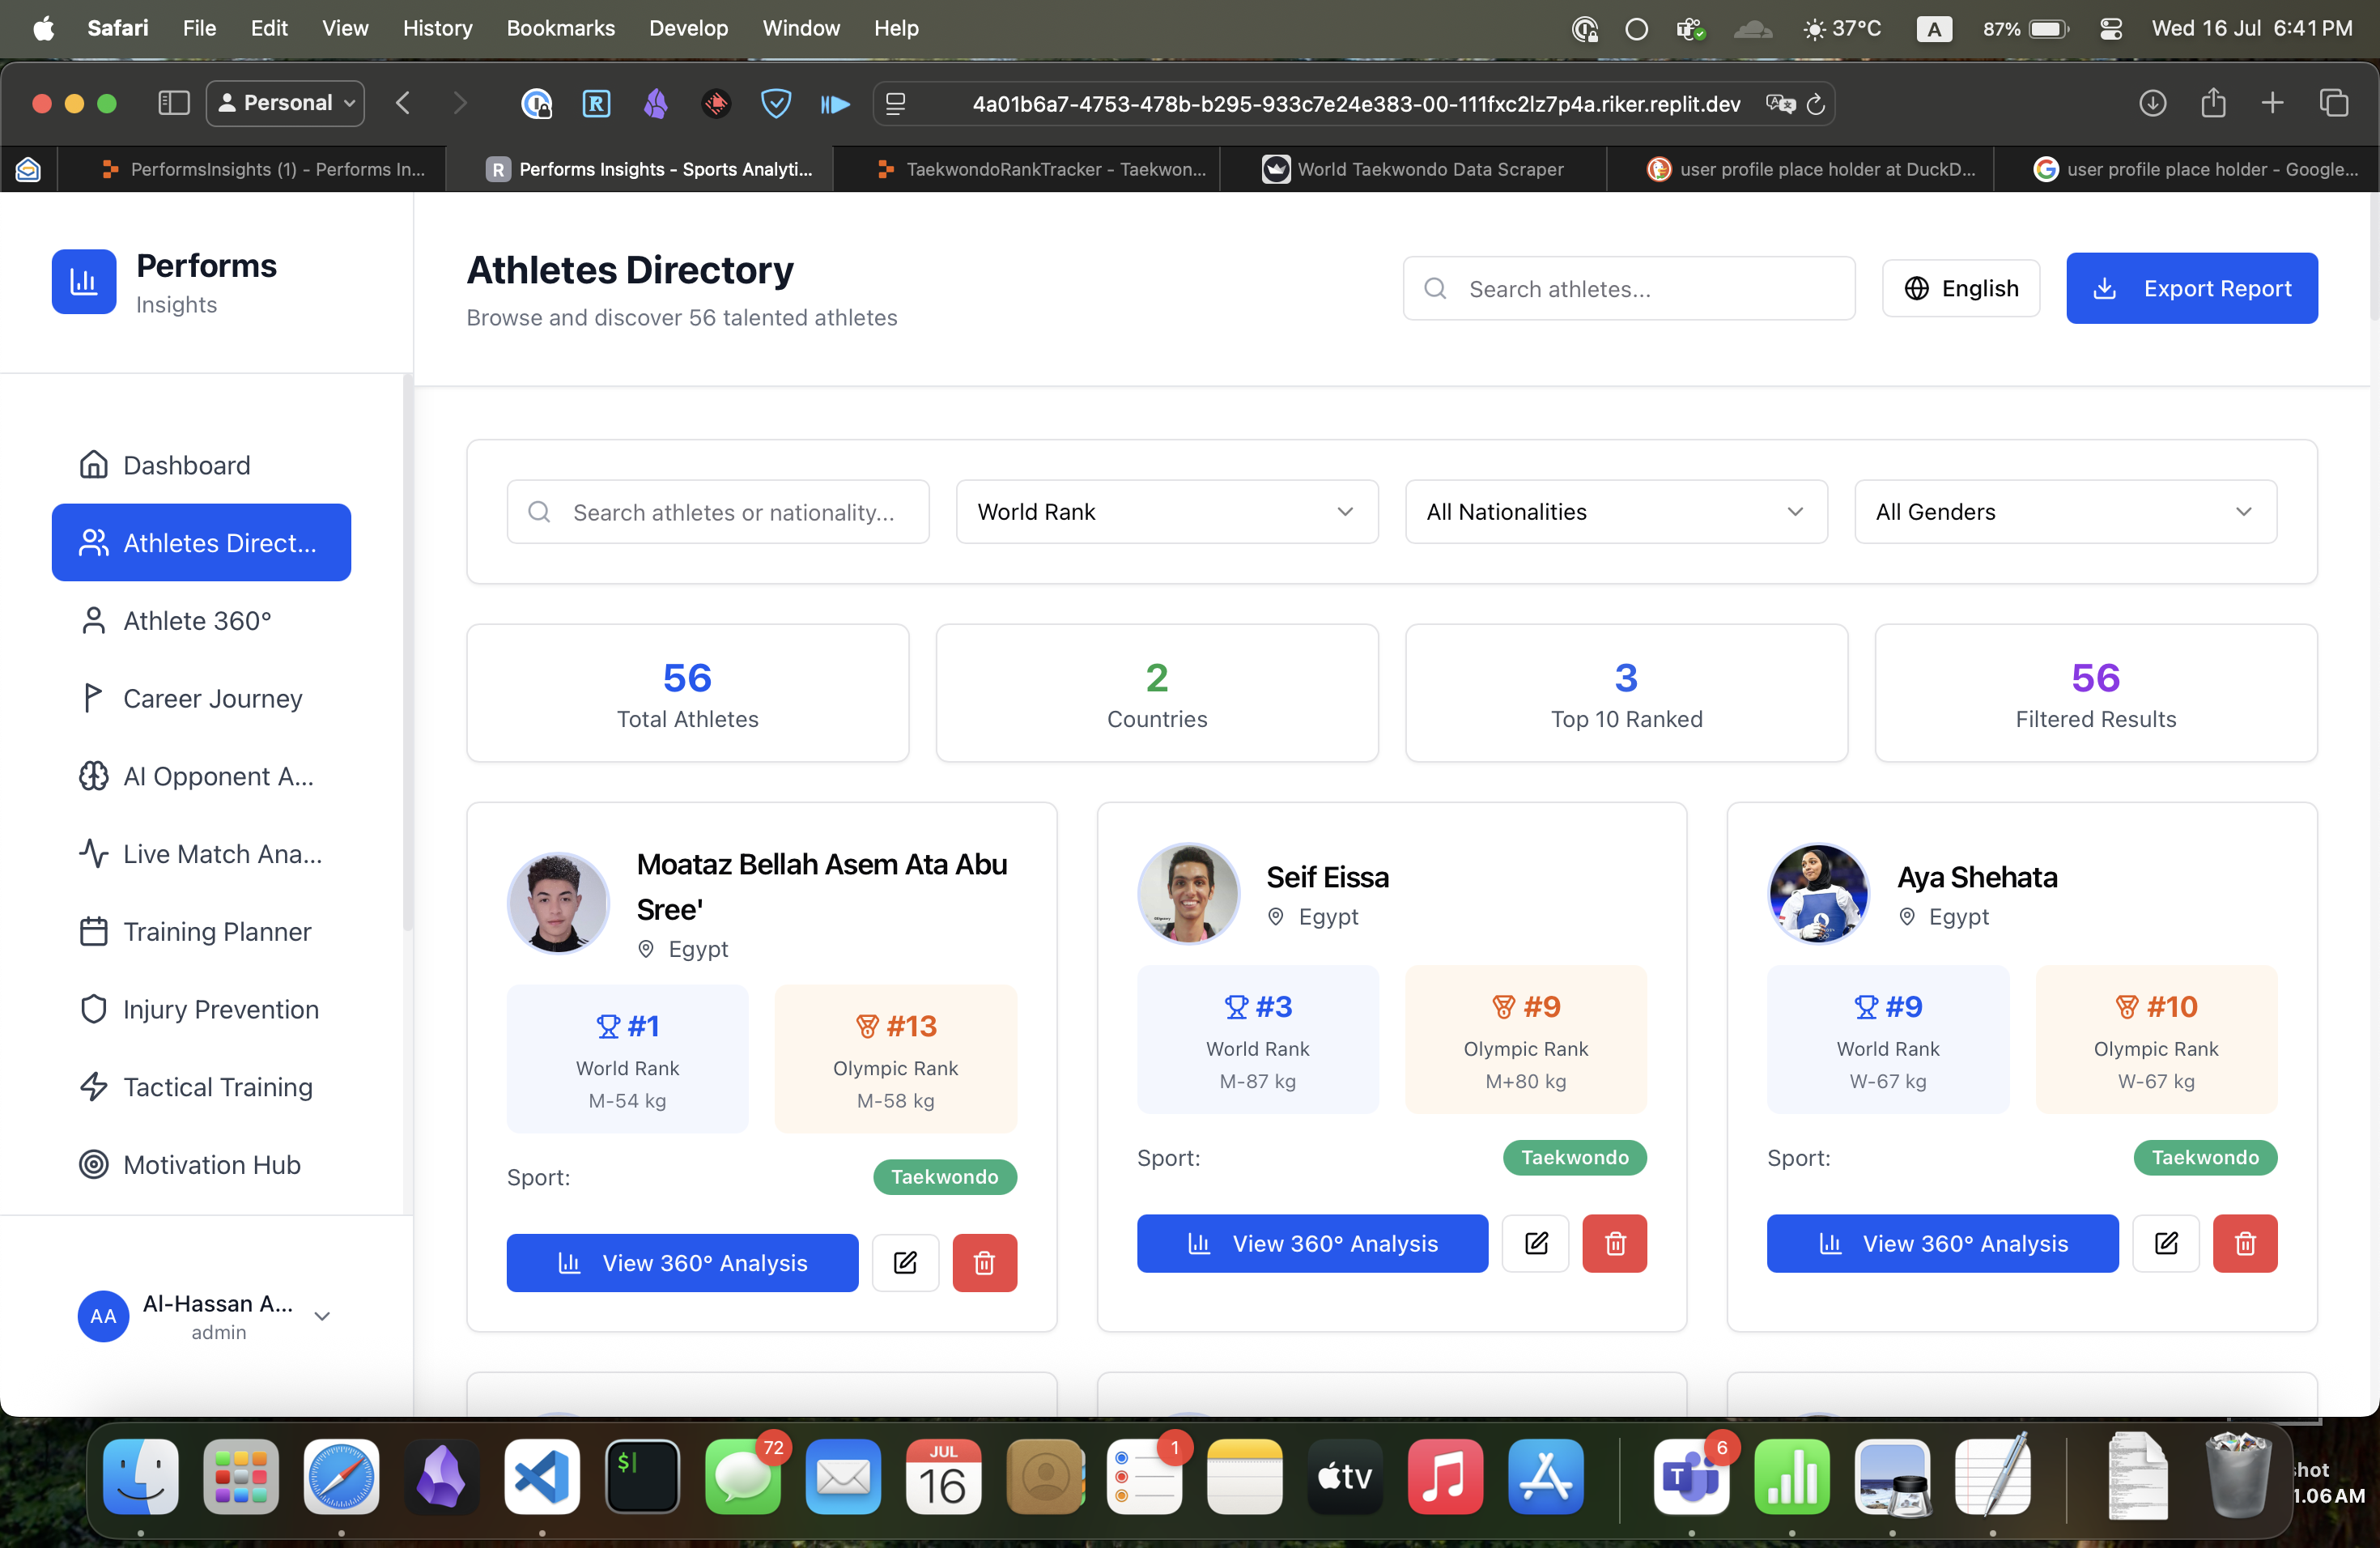 Safari File Edit View History Bookmarks Develop Window Help 37°C A 87% Wed 16 Jul 6:41 PM
Personal 4a01b6a7-4753-478b-b295-933c7e24e383-00-111fxc2lz7p4a.riker.replit.dev
PerformsInsights (1) - Performs In... R Performs Insights - Sports Analyti... TaekwondoRankTracker - Taekwon... World Taekwondo Data Scraper user profile place holder at DuckD... user profile place holder - Google...
Performs
Insights
Dashboard
Athletes Direct...
Athlete 360°
Career Journey
AI Opponent A...
Live Match Ana...
Training Planner
Injury Prevention
Tactical Training
Motivation Hub
AA
Al-Hassan A...
admin
Athletes Directory
Browse and discover 56 talented athletes
Search athletes...
English
Export Report
Search athletes or nationality...
World Rank
All Nationalities
All Genders
56
Total Athletes
2
Countries
3
Top 10 Ranked
56
Filtered Results
Moataz Bellah Asem Ata Abu
Sree'
Egypt
#1
World Rank
M-54 kg
#13
Olympic Rank
M-58 kg
Sport:
Taekwondo
View 360° Analysis
Seif Eissa
Egypt
#3
World Rank
M-87 kg
#9
Olympic Rank
M+80 kg
Sport:
Taekwondo
View 360° Analysis
Aya Shehata
Egypt
#9
World Rank
W-67 kg
#10
Olympic Rank
W-67 kg
Sport:
Taekwondo
View 360° Analysis
$
72
JUL
16
1
tv
T
6
shot
1.06 AM